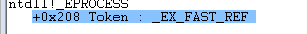 ntdll!_EPROCESS
+0x208 Token : _EX_FAST_REF